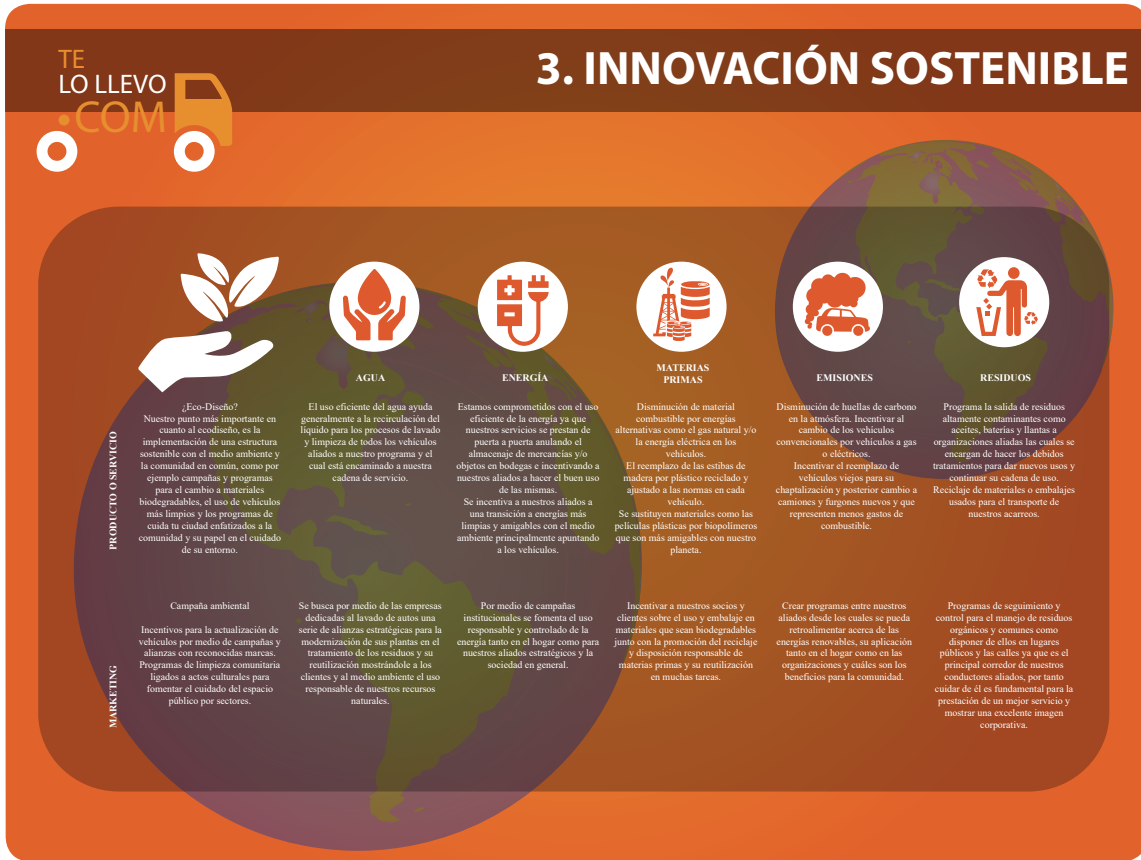 TE
LO LLEVO
•COM
3. INNOVACIÓN SOSTENIBLE
AGUA
ENERGÍA
MATERIAS
PRIMAS
EMISIONES
RESIDUOS
PRODUCTO O SERVICIO
¿Eco-Diseño?
Nuestro punto más importante en
cuanto al ecodiseño, es la
implementación de una estructura
sostenible con el medio ambiente y
la comunidad en común, como por
ejemplo campañas y programas
para el cambio a materiales
biodegradables, el uso de vehículos
más limpios y los programas de
cuida tu ciudad enfatizados a la
comunidad y su papel en el cuidado
de su entorno.
El uso eficiente del agua ayuda
generalmente a la recirculación del
líquido para los procesos de lavado
y limpieza de todos los vehículos
aliados a nuestro programa y el
cual está encaminado a nuestra
cadena de servicio.
Estamos comprometidos con el uso
eficiente de la energía ya que
nuestros servicios se prestan de
puerta a puerta anulando el
almacenaje de mercancías y/o
objetos en bodegas e incentivando a
nuestros aliados a hacer el buen uso
de las mismas.
Se incentiva a nuestros aliados a
una transición a energías más
limpias y amigables con el medio
ambiente principalmente apuntando
a los vehículos.
Disminución de material
combustible por energías
alternativas como el gas natural y/o
la energía eléctrica en los
vehículos.
El reemplazo de las estibas de
madera por plástico reciclado y
ajustado a las normas en cada
vehículo.
Se sustituyen materiales como las
películas plásticas por biopolímeros
que son más amigables con nuestro
planeta.
Disminución de huellas de carbono
en la atmósfera. Incentivar al
cambio de los vehículos
convencionales por vehículos a gas
o eléctricos.
Incentivar el reemplazo de
vehículos viejos para su
chaptalización y posterior cambio a
camiones y furgones nuevos y que
representen menos gastos de
combustible.
Programa la salida de residuos
altamente contaminantes como
aceites, baterías y llantas a
organizaciones aliadas las cuales se
encargan de hacer los debidos
tratamientos para dar nuevos usos y
continuar su cadena de uso.
Reciclaje de materiales o embalajes
usados para el transporte de
nuestros acarreos.
MARKETING
Campaña ambiental
Incentivos para la actualización de
vehículos por medio de campañas y
alianzas con reconocidas marcas.
Programas de limpieza comunitaria
ligados a actos culturales para
fomentar el cuidado del espacio
público por sectores.
Se busca por medio de las empresas
dedicadas al lavado de autos una
serie de alianzas estratégicas para la
modernización de sus plantas en el
tratamiento de los residuos y su
reutilización mostrándole a los
clientes y al medio ambiente el uso
responsable de nuestros recursos
naturales.
Por medio de campañas
institucionales se fomenta el uso
responsable y controlado de la
energía tanto en el hogar como para
nuestros aliados estratégicos y la
sociedad en general.
Incentivar a nuestros socios y
clientes sobre el uso y embalaje en
materiales que sean biodegradables
junto con la promoción del reciclaje
y disposición responsable de
materias primas y su reutilización
en muchas tareas.
Crear programas entre nuestros
aliados desde los cuales se pueda
retroalimentar acerca de las
energías renovables, su aplicación
tanto en el hogar como en las
organizaciones y cuáles son los
beneficios para la comunidad.
Programas de seguimiento y
control para el manejo de residuos
orgánicos y comunes como
disponer de ellos en lugares
públicos y las calles ya que es el
principal corredor de nuestros
conductores aliados, por tanto
cuidar de él es fundamental para la
prestación de un mejor servicio y
mostrar una excelente imagen
corporativa.